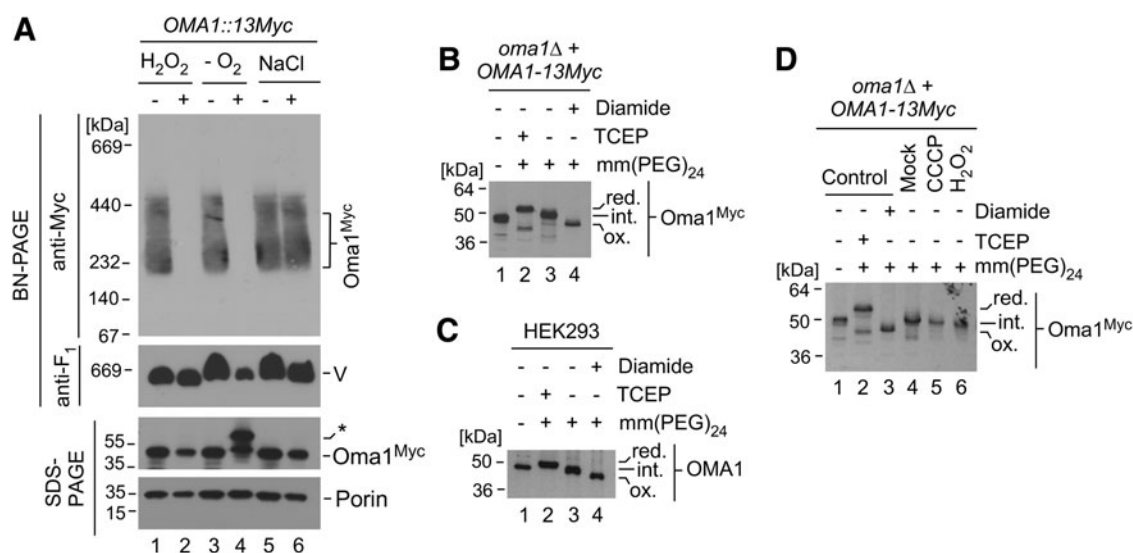 A
OMA1::13Myc
H2O2 - O2 NaCl
- + - + - +
[kDa]
BN-PAGE
anti-Myc
669
440
232
140
67
Oma1Myc
anti-F1
669
V
SDS-PAGE
55
35
*
Oma1Myc
35
15
Porin
1 2 3 4 5 6
B
oma1Δ +
OMA1-13Myc
- - - + Diamide
- + - - TCEP
- + + + mm(PEG)24
[kDa]
64
50
36
red.
int.
ox.
Oma1Myc
1 2 3 4
C
HEK293
- - - + Diamide
- + - - TCEP
- + + + mm(PEG)24
[kDa]
50
36
red.
int.
ox.
OMA1
1 2 3 4
D
oma1Δ +
OMA1-13Myc
Control Mock CCCP H2O2
- - + - - - Diamide
- + - - - - TCEP
- + + + + + mm(PEG)24
[kDa]
64
50
36
red.
int.
ox.
Oma1Myc
1 2 3 4 5 6